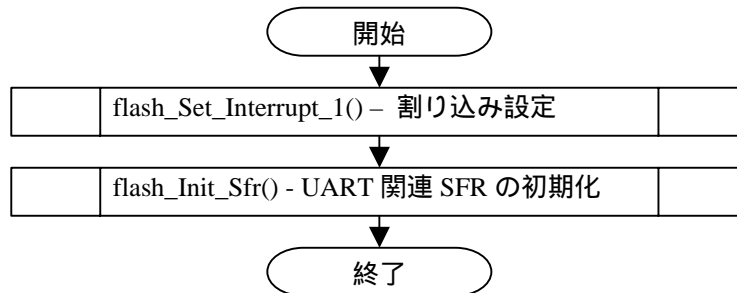 開始
flash_Set_Interrupt_1() – 割り込み設定
flash_Init_Sfr() - UART 関連 SFR の初期化
終了